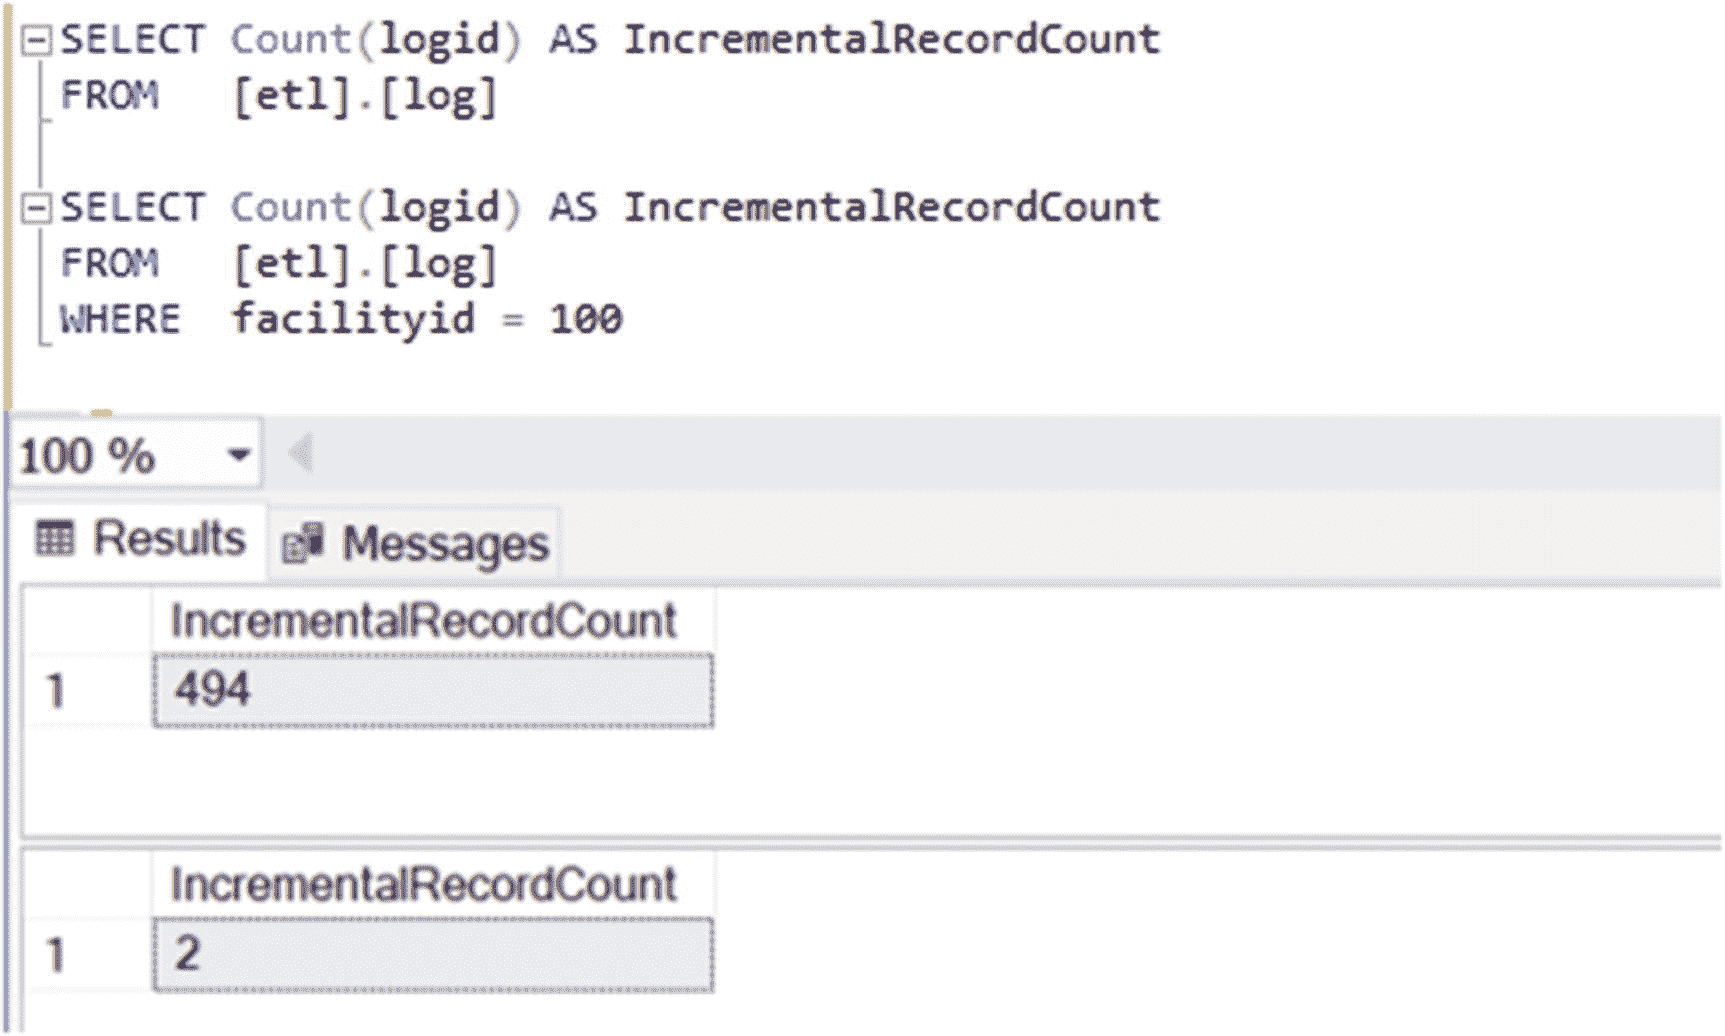 SELECT Count(logid) AS IncrementalRecordCount
FROM [etl].[log]
SELECT Count(logid) AS IncrementalRecordCount
FROM [etl].[log]
WHERE facilityid = 100
100 %
Results Messages
IncrementalRecordCount
1 494
IncrementalRecordCount
1 2